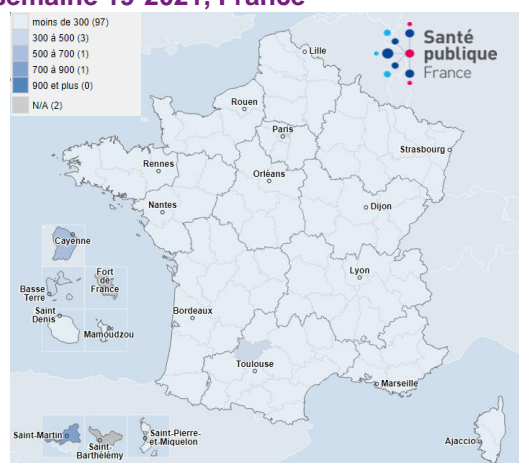 semaine 19-2021, France
moins de 300 (97)
300 à 500 (3)
500 à 700 (1)
700 à 900 (1)
900 et plus (0)
N/A (2)
Santé
publique
France
Lille
Rouen
Paris
Strasbourg
Rennes
Orléans
Nantes
Dijon
Cayenne
Lyon
Fort
de
France
Basse
Terre
Saint
Denis
Mamoudzou
Bordeaux
Toulouse
Marseille
Saint-Martin
Saint-
Barthélémy
Saint-Pierre-
et-Miquelon
Ajaccio